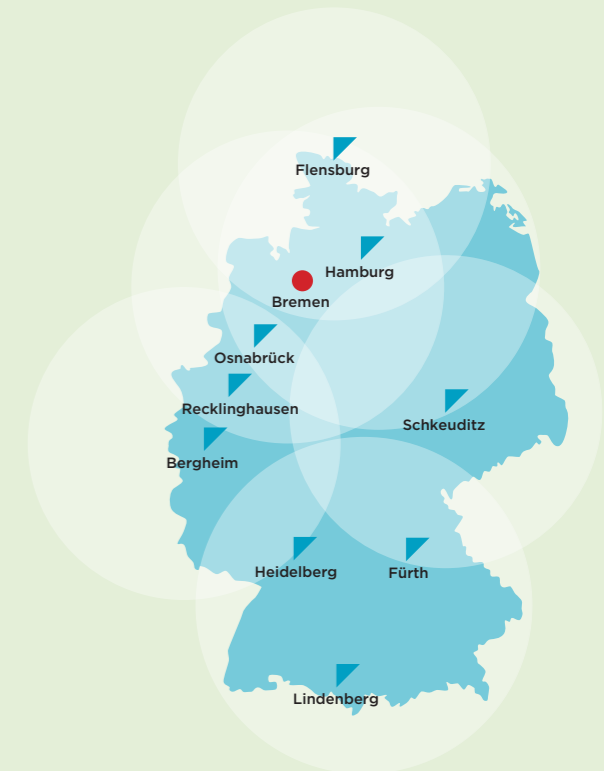 Flensburg
Hamburg
Bremen
Osnabrück
Recklinghausen
Schkeuditz
Bergheim
Heidelberg
Fürth
Lindenberg